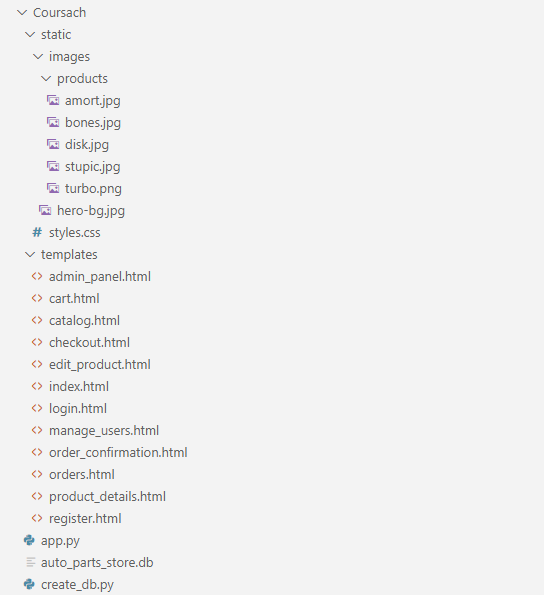 Coursach
static
images
products
amort.jpg
bones.jpg
disk.jpg
stupic.jpg
turbo.png
hero-bg.jpg
# styles.css
templates
<> admin_panel.html
<> cart.html
<> catalog.html
<> checkout.html
<> edit_product.html
<> index.html
<> login.html
<> manage_users.html
<> order_confirmation.html
<> orders.html
<> product_details.html
<> register.html
app.py
auto_parts_store.db
create_db.py